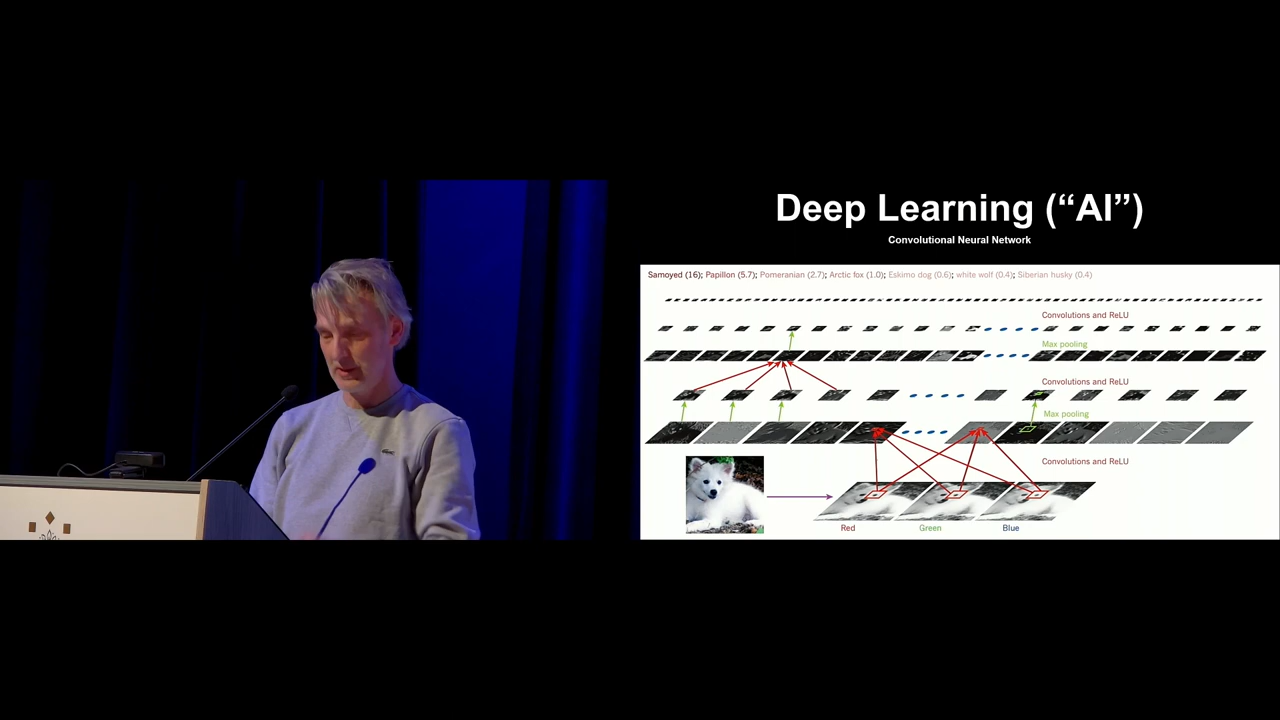 Deep Learning (“AI”)
Convolutional Neural Network
Samoyed (16); Papillon (5.7); Pomeranian (2.7); Arctic fox (1.0); Eskimo dog (0.6); white wolf (0.4); Siberian husky (0.4)
Convolutions and ReLU
Max pooling
Convolutions and ReLU
Max pooling
Convolutions and ReLU
Red
Green
Blue